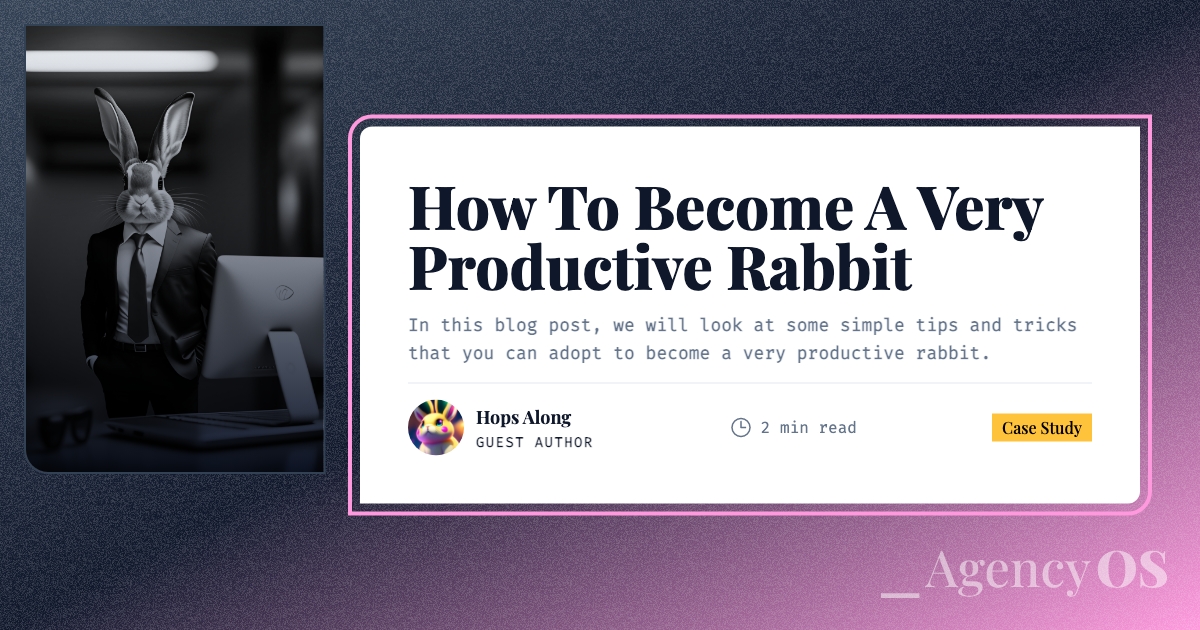 How To Become A Very
Productive Rabbit
In this blog post, we will look at some simple tips and tricks
that you can adopt to become a very productive rabbit.
Hops Along
GUEST AUTHOR
2 min read
Case Study
_AgencyOS